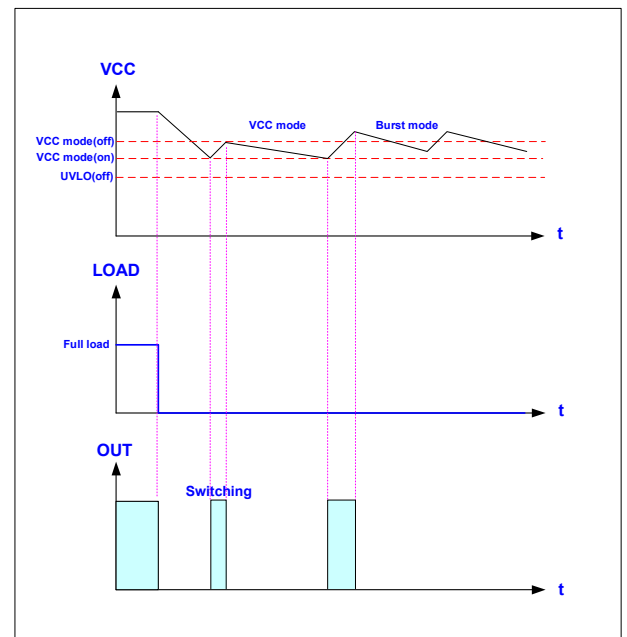 VCC
VCC mode
Burst mode
VCC mode(off)
VCC mode(on)
UVLO(off)
t
LOAD
Full load
t
OUT
Switching
t